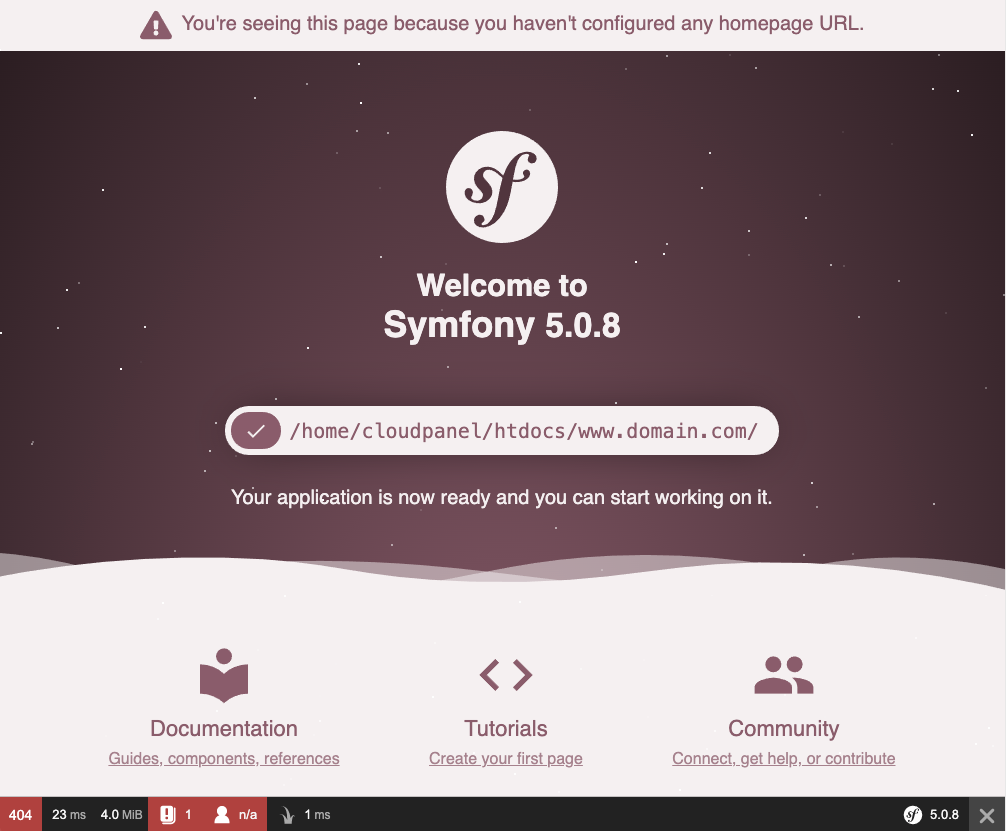 You're seeing this page because you haven't configured any homepage URL.
sf
Welcome to
Symfony 5.0.8
/home/cloudpanel/htdocs/www.domain.com/
Your application is now ready and you can start working on it.
Documentation
Tutorials
Community
Guides, components, references
Create your first page
Connect, get help, or contribute
404 23 ms 4.0 MiB 1 n/a 1 ms sf 5.0.8